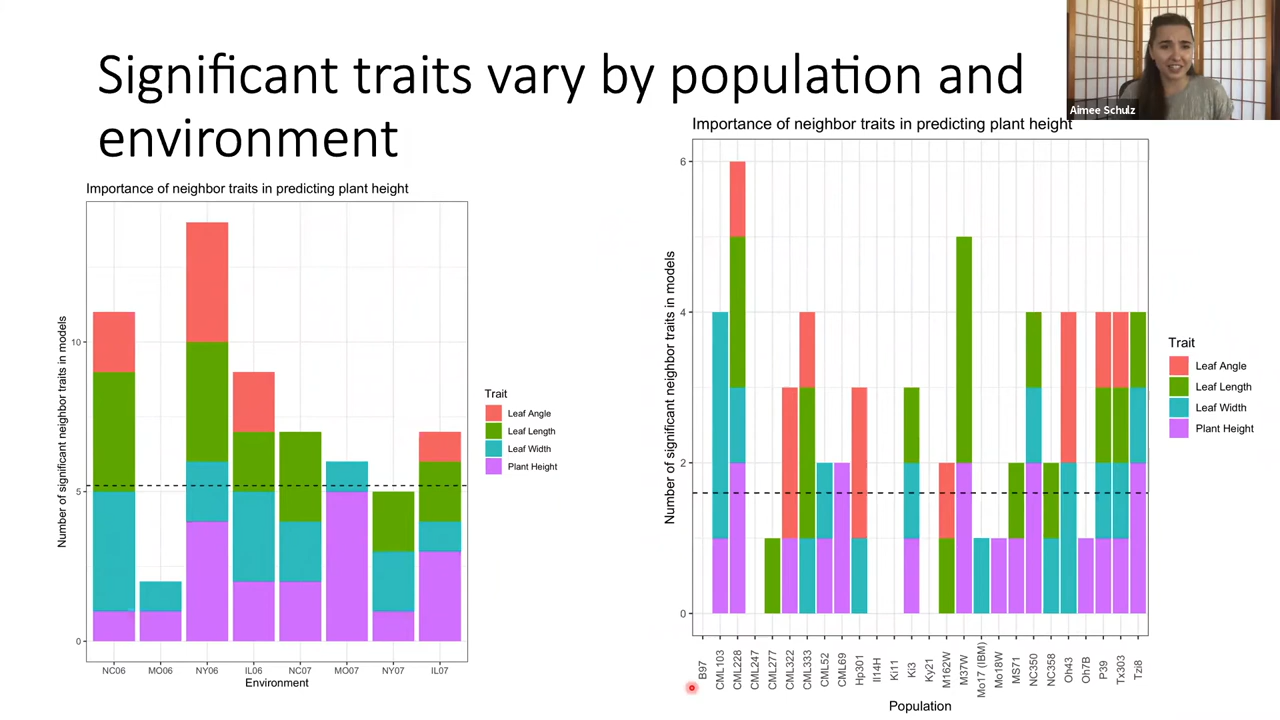 Significant traits vary by population and
environment
Aimee Schulz
Importance of neighbor traits in predicting plant height
Number of significant neighbor traits in models
10
5
0
NC06 MO06 NY06 IL06 NC07 MO07 NY07 IL07
Environment
Trait
Leaf Angle
Leaf Length
Leaf Width
Plant Height
Importance of neighbor traits in predicting plant height
Number of significant neighbor traits in models
6
4
2
0
B97 CML103 CML228 CML247 CML277 CML322 CML333 CML52 CML69 Hp301 Il14H Ki11 Ki3 Ky21 M162W M37W Mo17 (IBM) Mo18W MS71 NC350 NC358 Oh43 Oh7B P39 Tx303 Tzi8
Population
Trait
Leaf Angle
Leaf Length
Leaf Width
Plant Height